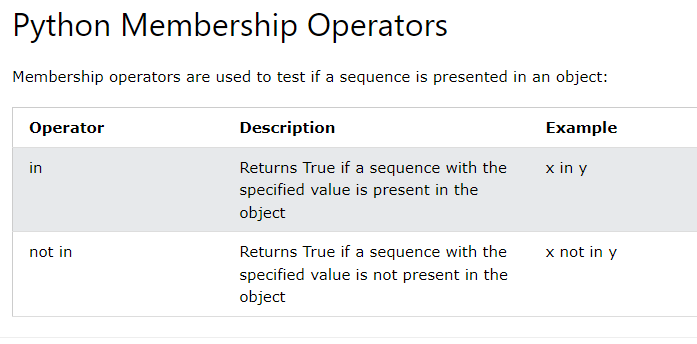 Python Membership Operators
Membership operators are used to test if a sequence is presented in an object:
Operator Description Example
in Returns True if a sequence with the x in y
specified value is present in the
object
not in Returns True if a sequence with the x not in y
specified value is not present in the
object